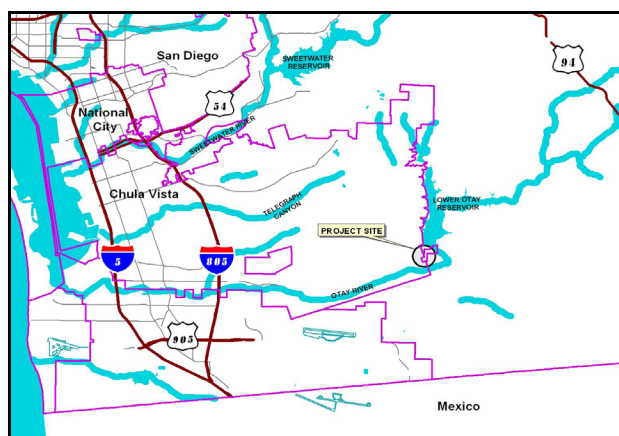 San Diego
SWEETWATER
RESERVOIR
94
54
National
City
SWEETWATER RIVER
Chula Vista
TELEGRAPH
CANYON
LOWER OTAY
RESERVOIR
PROJECT SITE
5
805
OTAY RIVER
905
Mexico